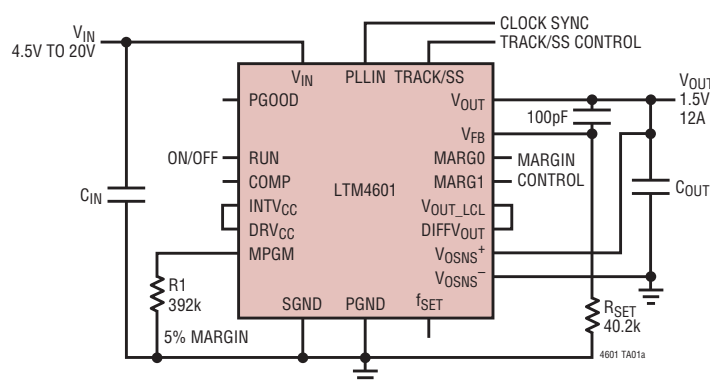 CLOCK SYNC
TRACK/SS CONTROL
VIN
4.5V TO 20V
VIN
PLLIN
TRACK/SS
PGOOD
VOUT
VOUT
1.5V
12A
100pF
VFB
ON/OFF
RUN
MARG0
MARGIN
CONTROL
COMP
LTM4601
MARG1
CIN
INTVCC
VOUT_LCL
COUT
DRVCC
DIFFVOUT
MPGM
VOSNS+
VOSNS–
R1
392k
SGND
PGND
fSET
RSET
40.2k
5% MARGIN
4601 TA01a